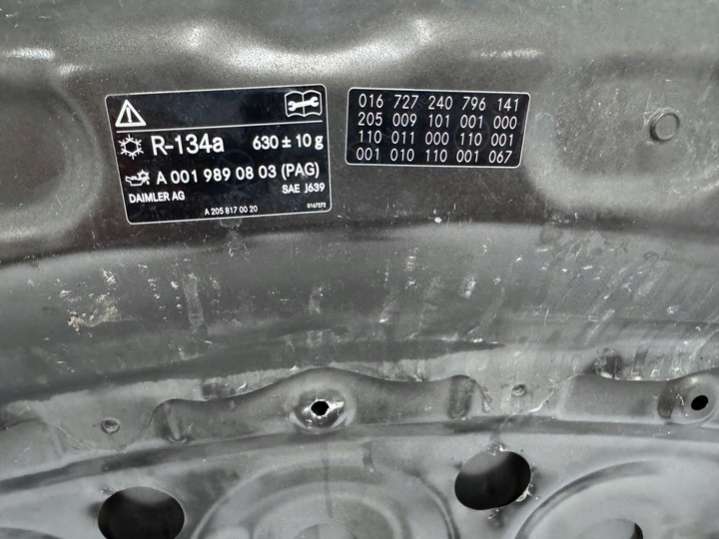 R-134a 630 ± 10 g
A 001 989 08 03 (PAG)
DAIMLER AG SAE J639
A 205 817 00 20
016 727 240 796 141
205 009 101 001 000
110 011 000 110 001
001 010 110 001 067